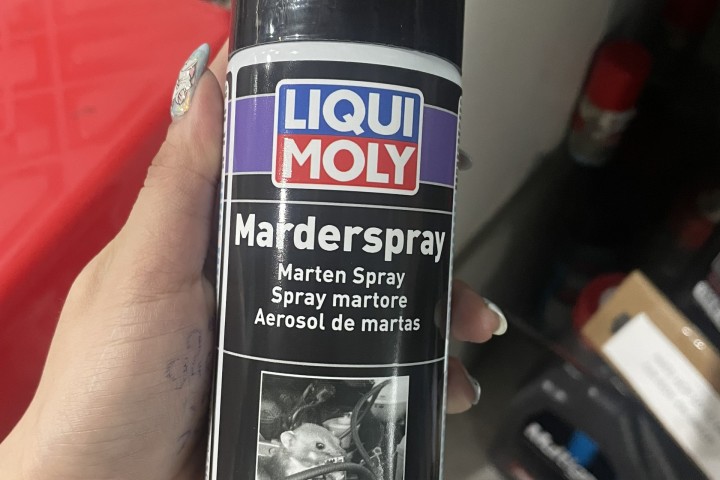 LIQUI
MOLY
Marderspray
Marten Spray
Spray martore
Aerosol de martas